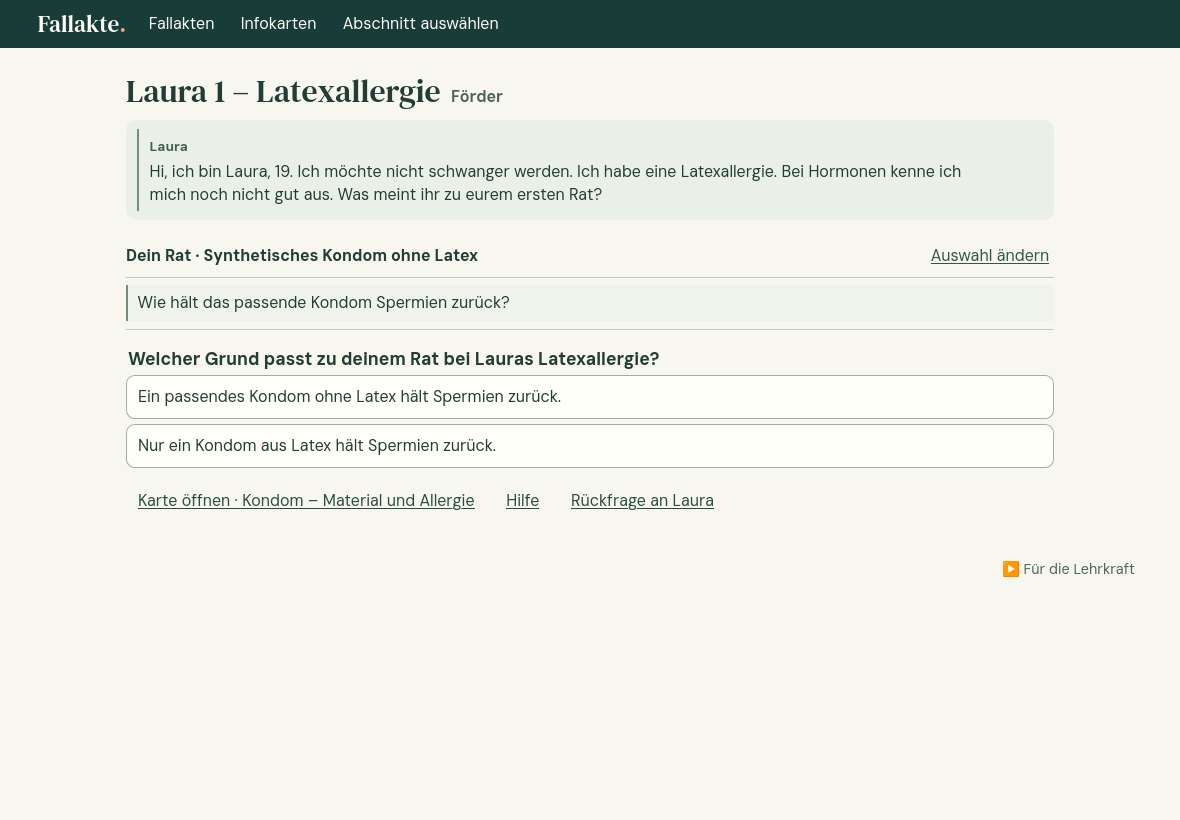 Fallakte. Fallakten Infokarten Abschnitt auswählen
Laura 1 – Latexallergie Förder
Laura
Hi, ich bin Laura, 19. Ich möchte nicht schwanger werden. Ich habe eine Latexallergie. Bei Hormonen kenne ich
mich noch nicht gut aus. Was meint ihr zu eurem ersten Rat?
Dein Rat · Synthetisches Kondom ohne Latex Auswahl ändern
Wie hält das passende Kondom Spermien zurück?
Welcher Grund passt zu deinem Rat bei Lauras Latexallergie?
Ein passendes Kondom ohne Latex hält Spermien zurück.
Nur ein Kondom aus Latex hält Spermien zurück.
Karte öffnen · Kondom – Material und Allergie Hilfe Rückfrage an Laura
Für die Lehrkraft